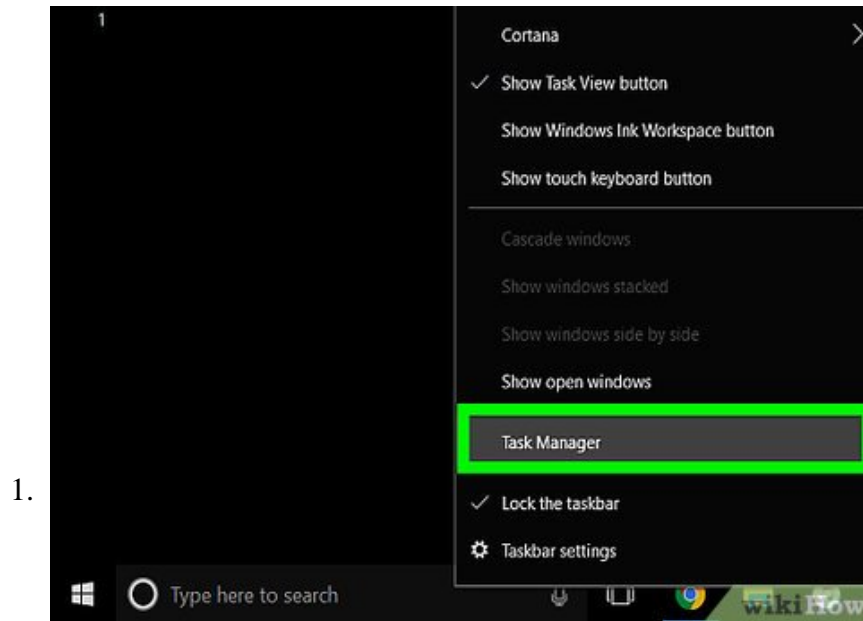 1
Cortana
Show Task View button
Show Windows Ink Workspace button
Show touch keyboard button
Cascade windows
Show windows stacked
Show windows side by side
Show open windows
Task Manager
1.
Lock the taskbar
Taskbar settings
Type here to search
wikiHow